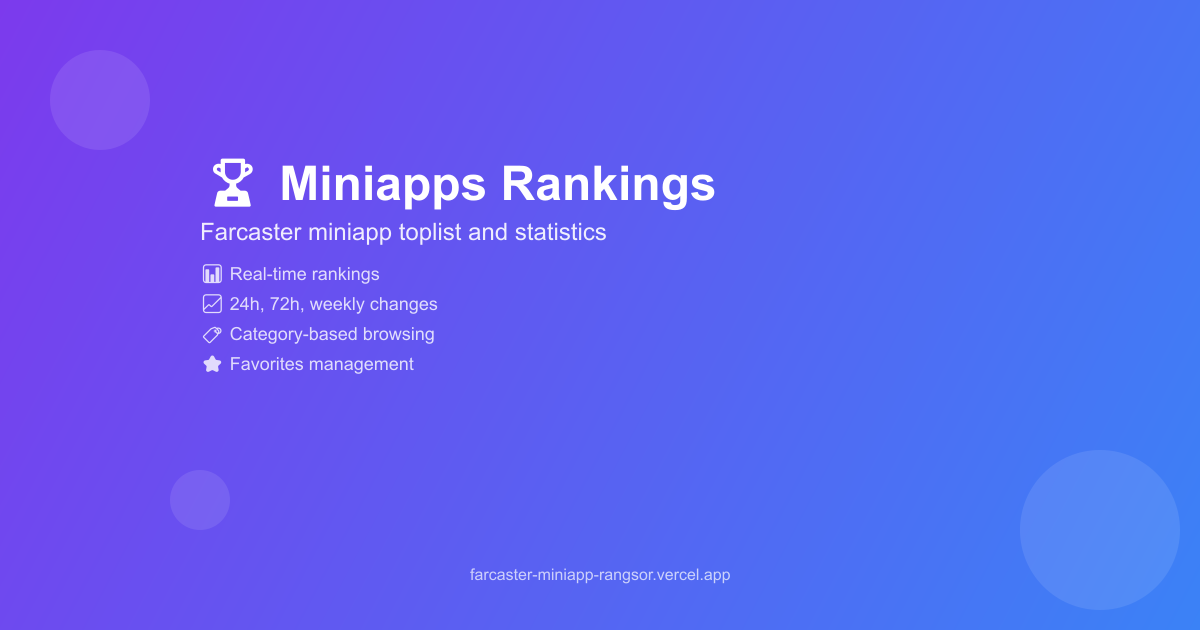 Miniapps Rankings
Farcaster miniapp toplist and statistics
Real-time rankings
24h, 72h, weekly changes
Category-based browsing
Favorites management
farcaster-miniapp-rangsor.vercel.app